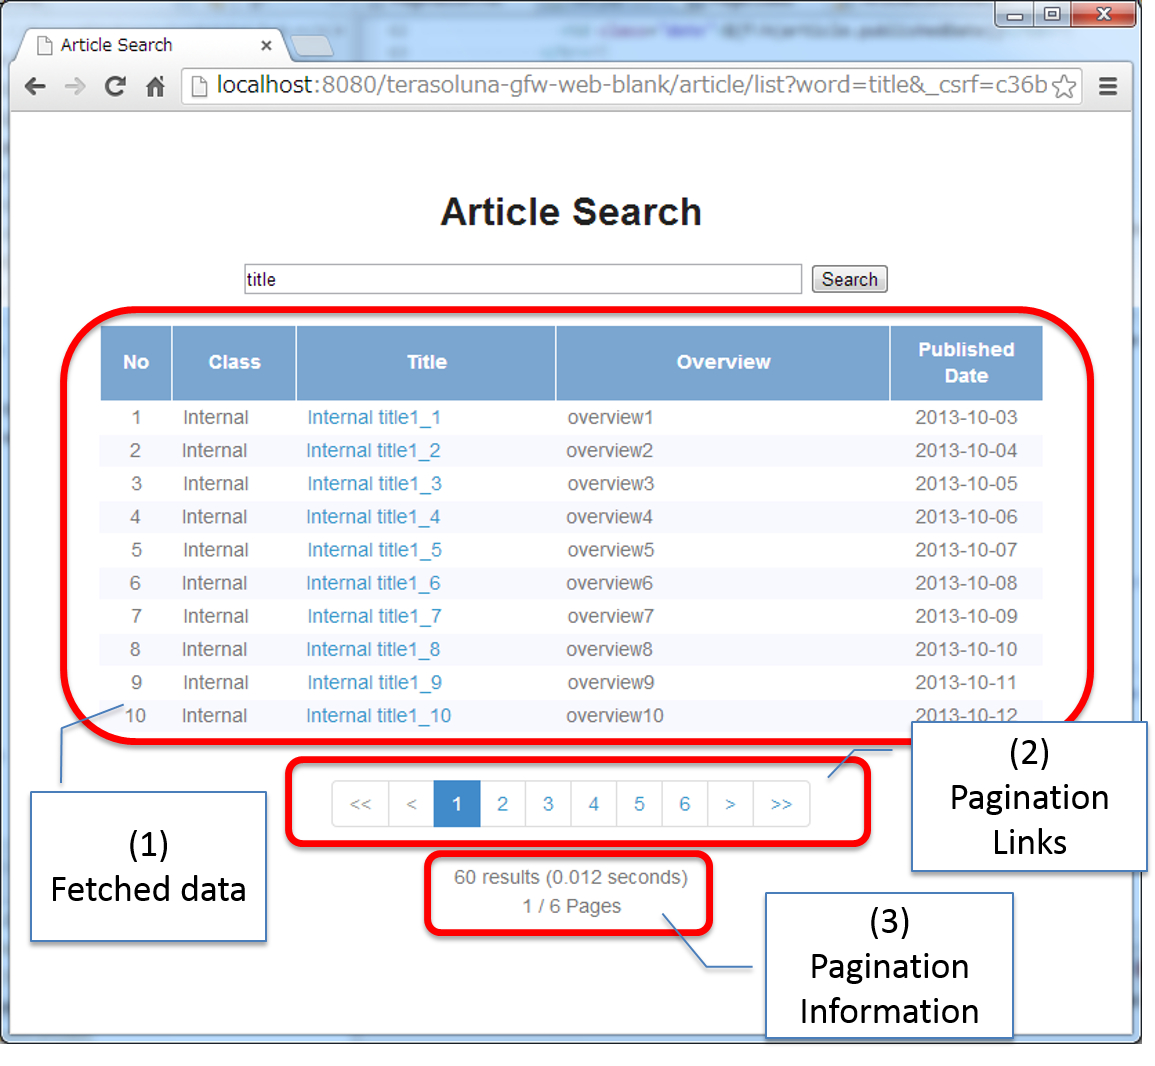 Article Search
localhost:8080/terasoluna-gfw-web-blank/article/list?word=title&_csrf=c36b
Article Search
title Search
No Class Title Overview Published Date
1 Internal Internal title1_1 overview1 2013-10-03
2 Internal Internal title1_2 overview2 2013-10-04
3 Internal Internal title1_3 overview3 2013-10-05
4 Internal Internal title1_4 overview4 2013-10-06
5 Internal Internal title1_5 overview5 2013-10-07
6 Internal Internal title1_6 overview6 2013-10-08
7 Internal Internal title1_7 overview7 2013-10-09
8 Internal Internal title1_8 overview8 2013-10-10
9 Internal Internal title1_9 overview9 2013-10-11
10 Internal Internal title1_10 overview10 2013-10-12
(2)
Pagination
Links
<< < 1 2 3 4 5 6 > >>
(1)
Fetched data
60 results (0.012 seconds)
1 / 6 Pages
(3)
Pagination
Information